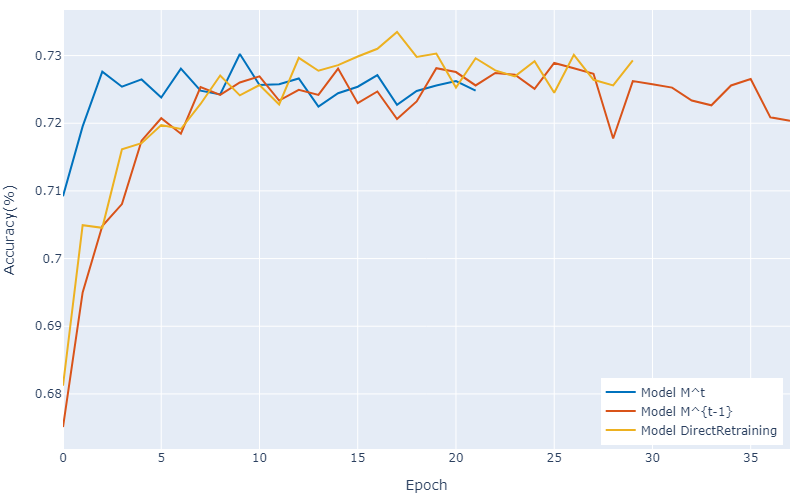 0.73
0.72
0.71
0.7
0.69
0.68
Accuracy(%)
0 5 10 15 20 25 30 35
Epoch
Model M^t
Model M^{t-1}
Model DirectRetraining